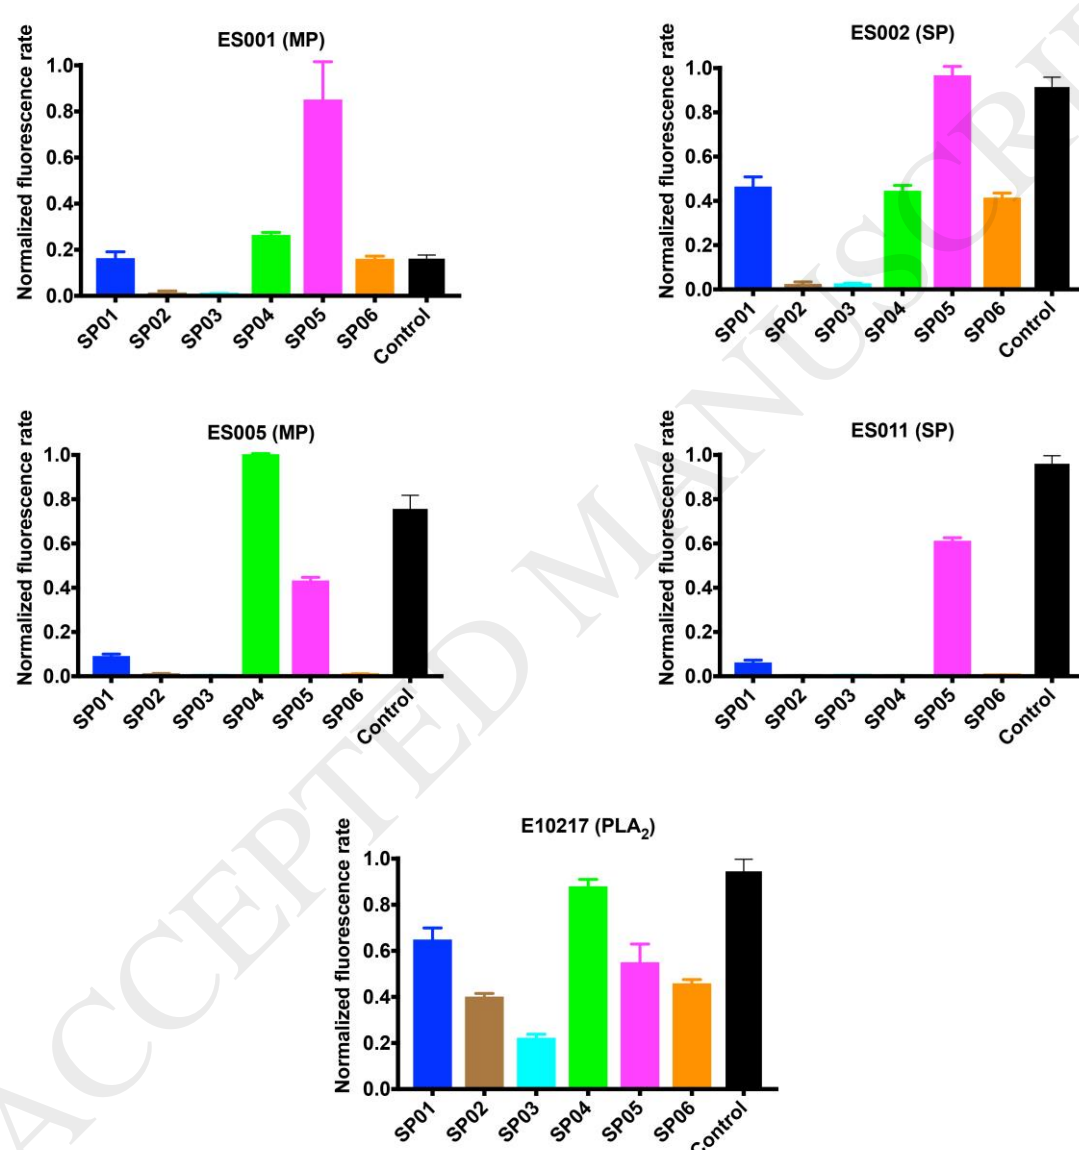 ES001 (MP)
Normalized fluorescence rate
1.0
0.8
0.6
0.4
0.2
0.0
SP01 SP02 SP03 SP04 SP05 SP06 Control
ES002 (SP)
Normalized fluorescence rate
1.0
0.8
0.6
0.4
0.2
0.0
SP01 SP02 SP03 SP04 SP05 SP06 Control
ES005 (MP)
Normalized fluorescence rate
1.0
0.8
0.6
0.4
0.2
0.0
SP01 SP02 SP03 SP04 SP05 SP06 Control
ES011 (SP)
Normalized fluorescence rate
1.0
0.8
0.6
0.4
0.2
0.0
SP01 SP02 SP03 SP04 SP05 SP06 Control
E10217 (PLA₂)
Normalized fluorescence rate
1.0
0.8
0.6
0.4
0.2
0.0
SP01 SP02 SP03 SP04 SP05 SP06 Control
ACCEPTED MANUSCRI